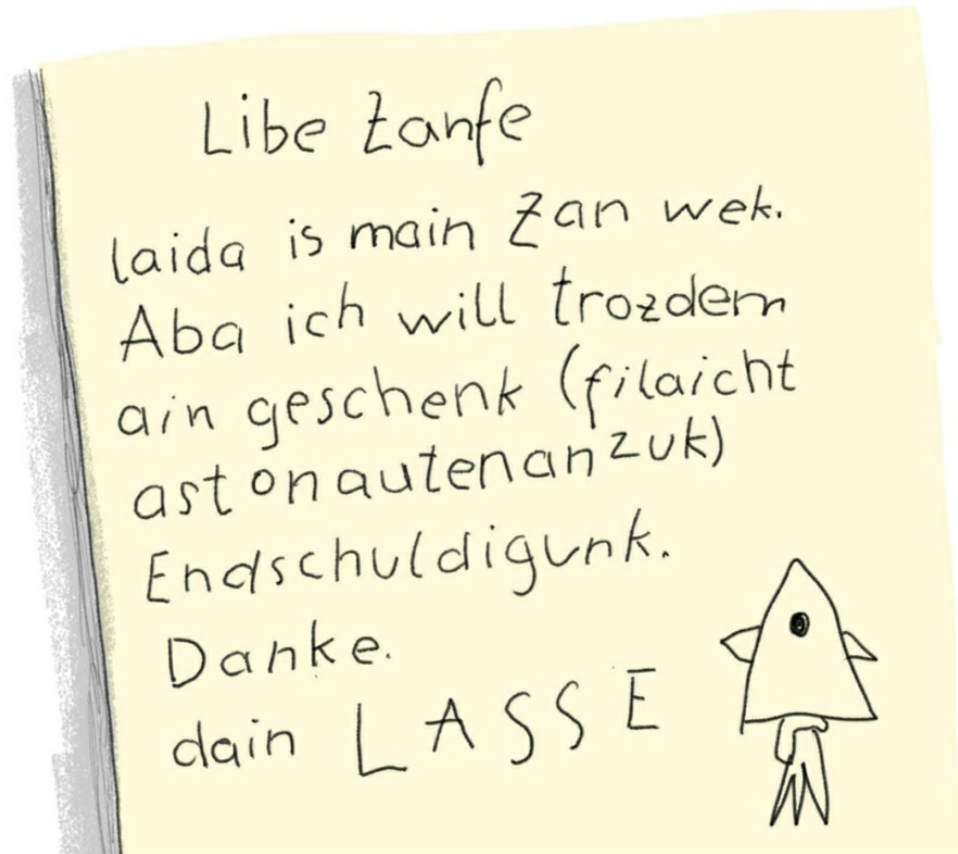 Libe Zanfe
laida is main Zan wek.
Aba ich will trozdem
ain geschenk (filaicht
astonautenanzuk)
Endschuldigunk.
Danke.
dain LASSE